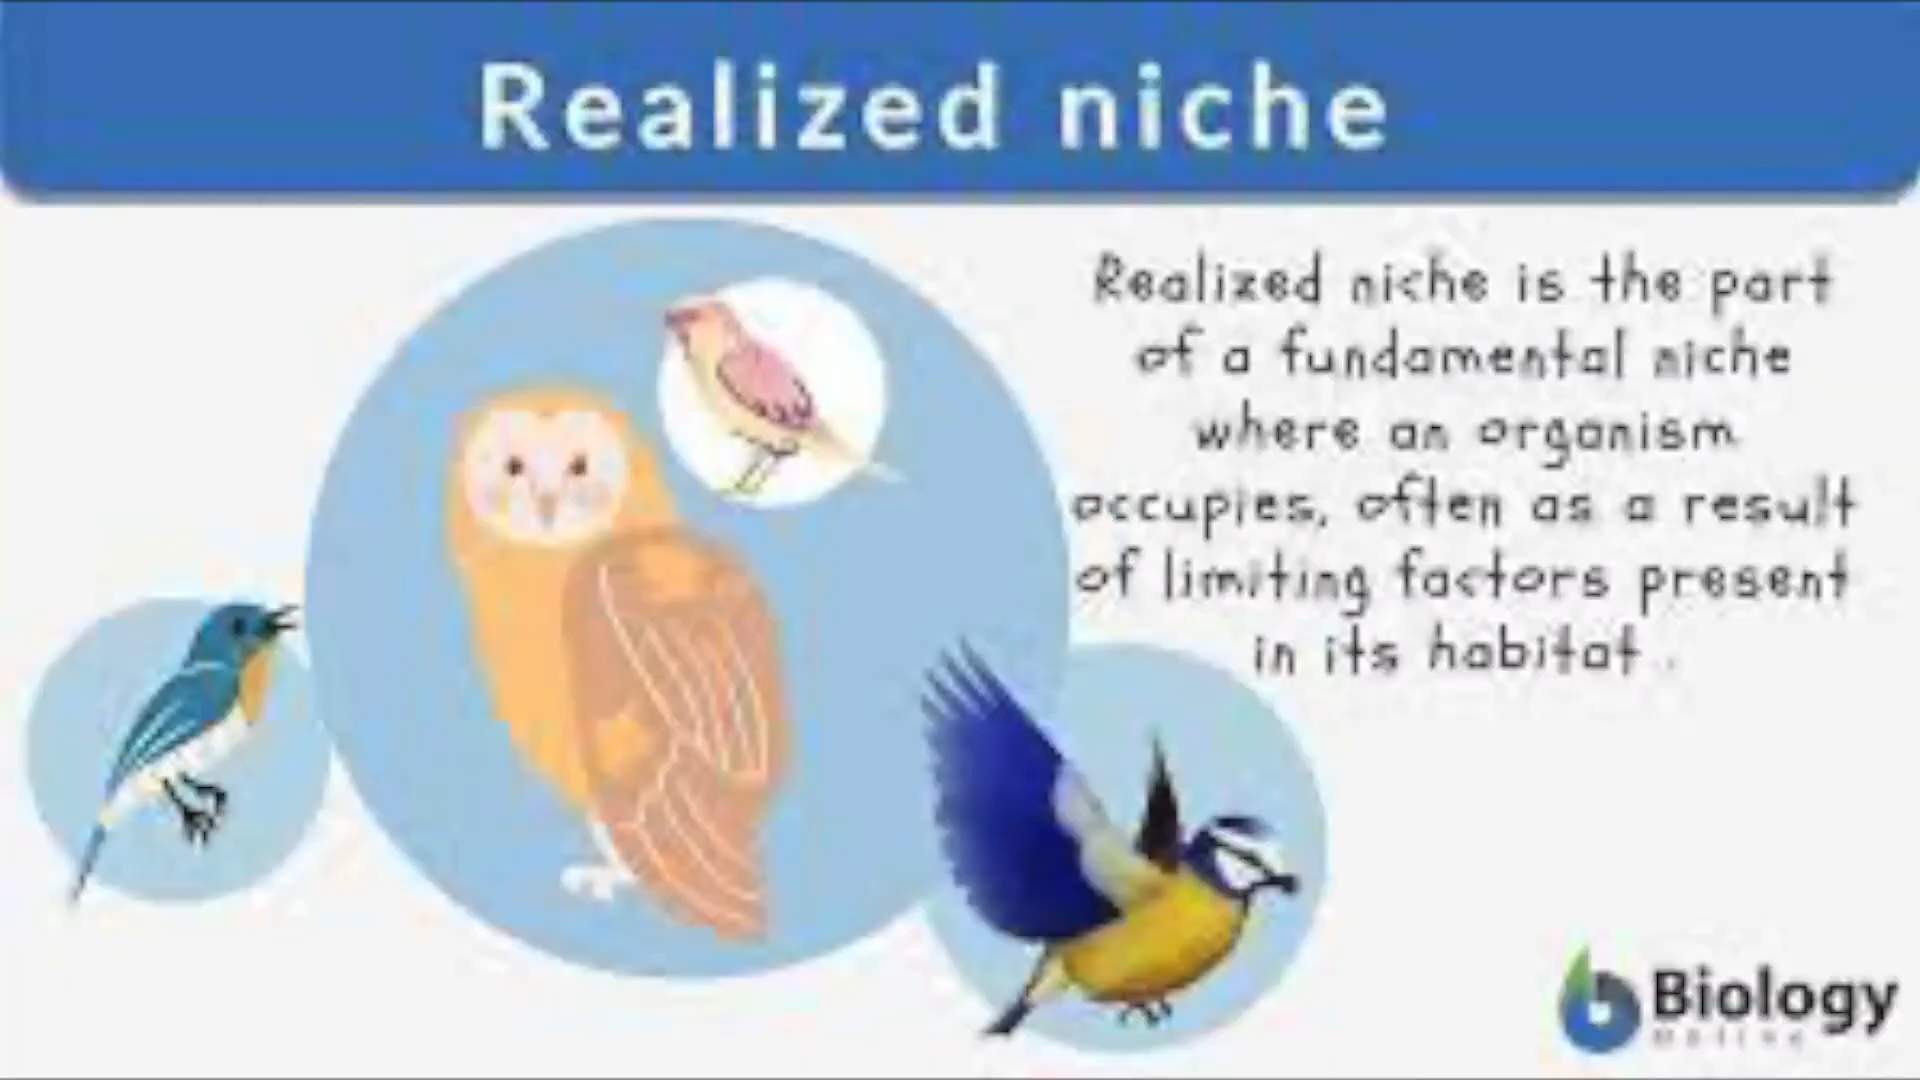 Realized niche
Realized niche is the part
of a fundamental niche
where an organism
occupies, often as a result
of limiting factors present
in its habitat .
Biology
Online